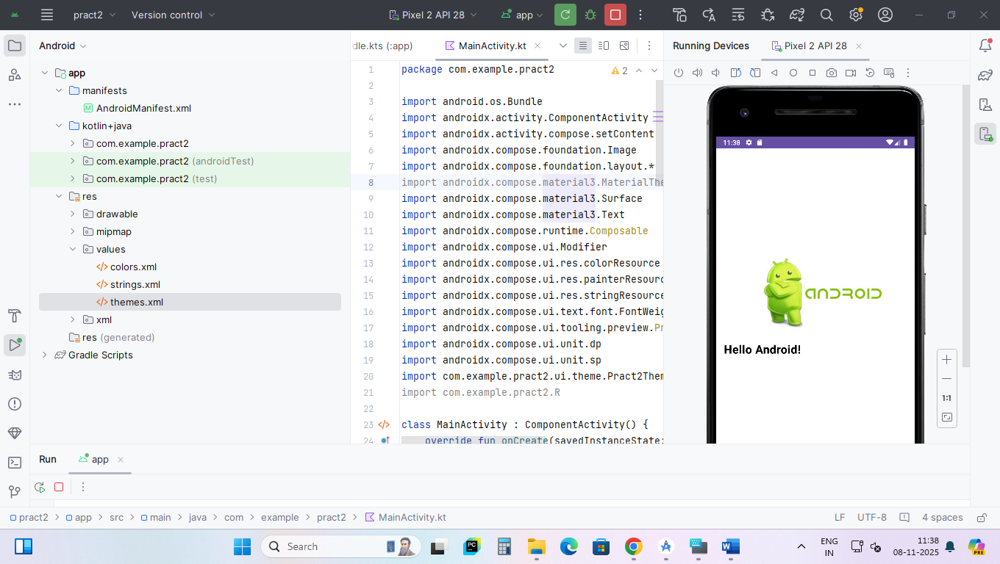 pract2
Version control
Pixel 2 API 28
app
Android
dle.kts (:app)
MainActivity.kt
Running Devices
Pixel 2 API 28
app
manifests
AndroidManifest.xml
kotlin+java
com.example.pract2
com.example.pract2 (androidTest)
com.example.pract2 (test)
res
drawable
mipmap
values
colors.xml
strings.xml
themes.xml
xml
res (generated)
Gradle Scripts
2
1 package com.example.pract2
2
3 import android.os.Bundle
4 import androidx.activity.ComponentActivity
5 import androidx.activity.compose.setContent
6 import androidx.compose.foundation.Image
7 import androidx.compose.foundation.layout.*
8 import androidx.compose.material3.MaterialThe
9 import androidx.compose.material3.Surface
10 import androidx.compose.material3.Text
11 import androidx.compose.runtime.Composable
12 import androidx.compose.ui.Modifier
13 import androidx.compose.ui.res.colorResource
14 import androidx.compose.ui.res.painterResourc
15 import androidx.compose.ui.res.stringResource
16 import androidx.compose.ui.text.font.FontWeig
17 import androidx.compose.ui.tooling.preview.Pr
18 import androidx.compose.ui.unit.dp
19 import androidx.compose.ui.unit.sp
20 import com.example.pract2.ui.theme.Pract2Them
21 import com.example.pract2.R
22
23 class MainActivity : ComponentActivity() {
24 override fun onCreate(savedInstanceState:
11:38
ANDROID
Hello Android!
1:1
Run
app
pract2 > app > src > main > java > com > example > pract2 > MainActivity.kt
LF
UTF-8
4 spaces
Search
PC
W
ENG
IN
11:38
08-11-2025
PRE